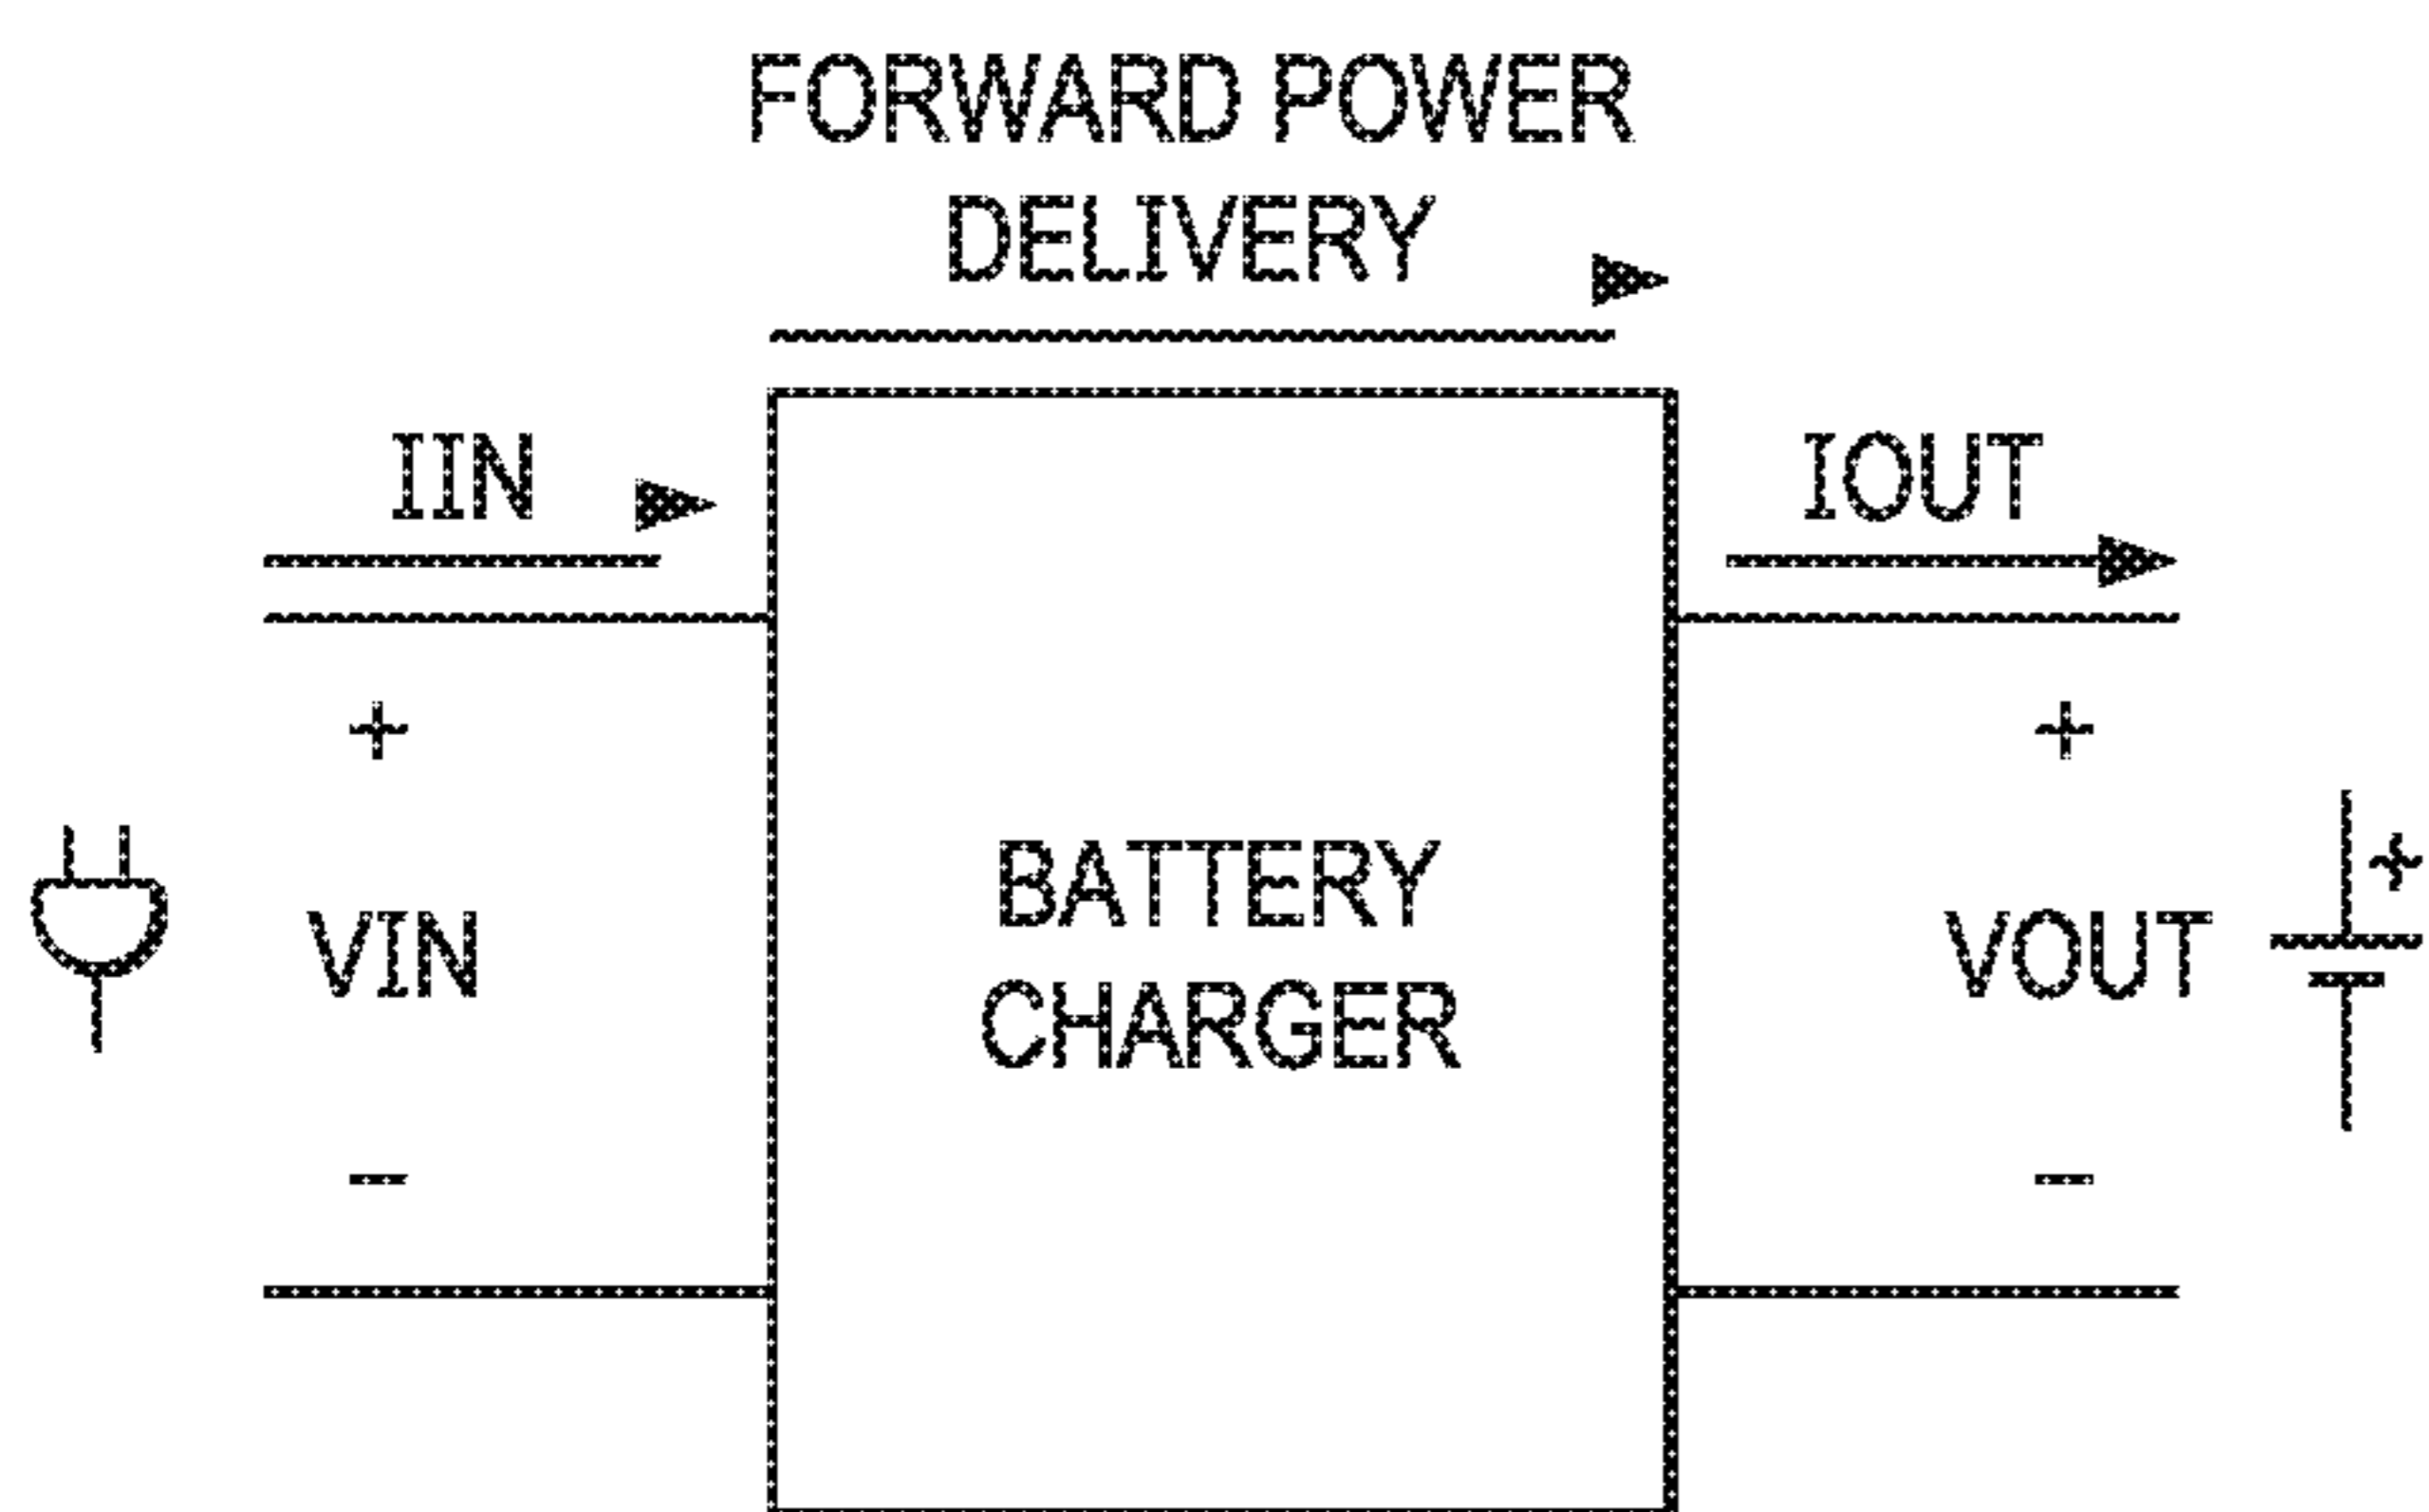 FORWARD POWER
DELIVERY
IIN
IOUT
+
+
+
BATTERY
CHARGER
VIN
VOUT
−
−